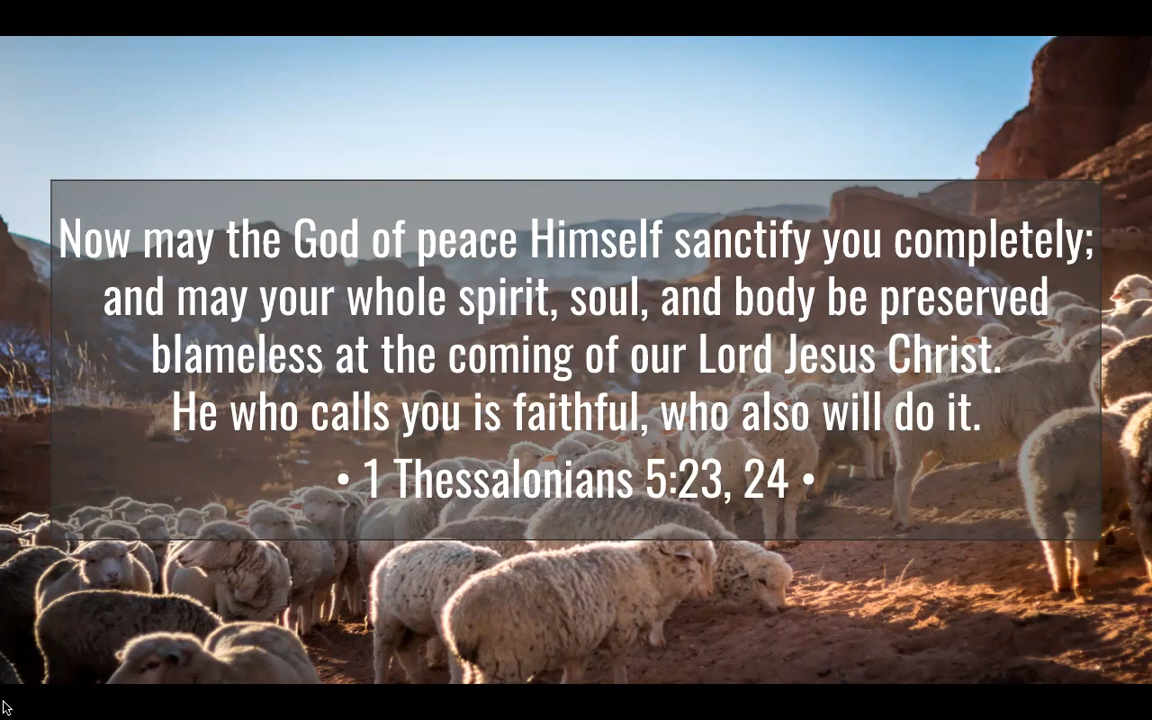 Now may the God of peace Himself sanctify you completely;
and may your whole spirit, soul, and body be preserved
blameless at the coming of our Lord Jesus Christ.
He who calls you is faithful, who also will do it.
• 1 Thessalonians 5:23, 24 •